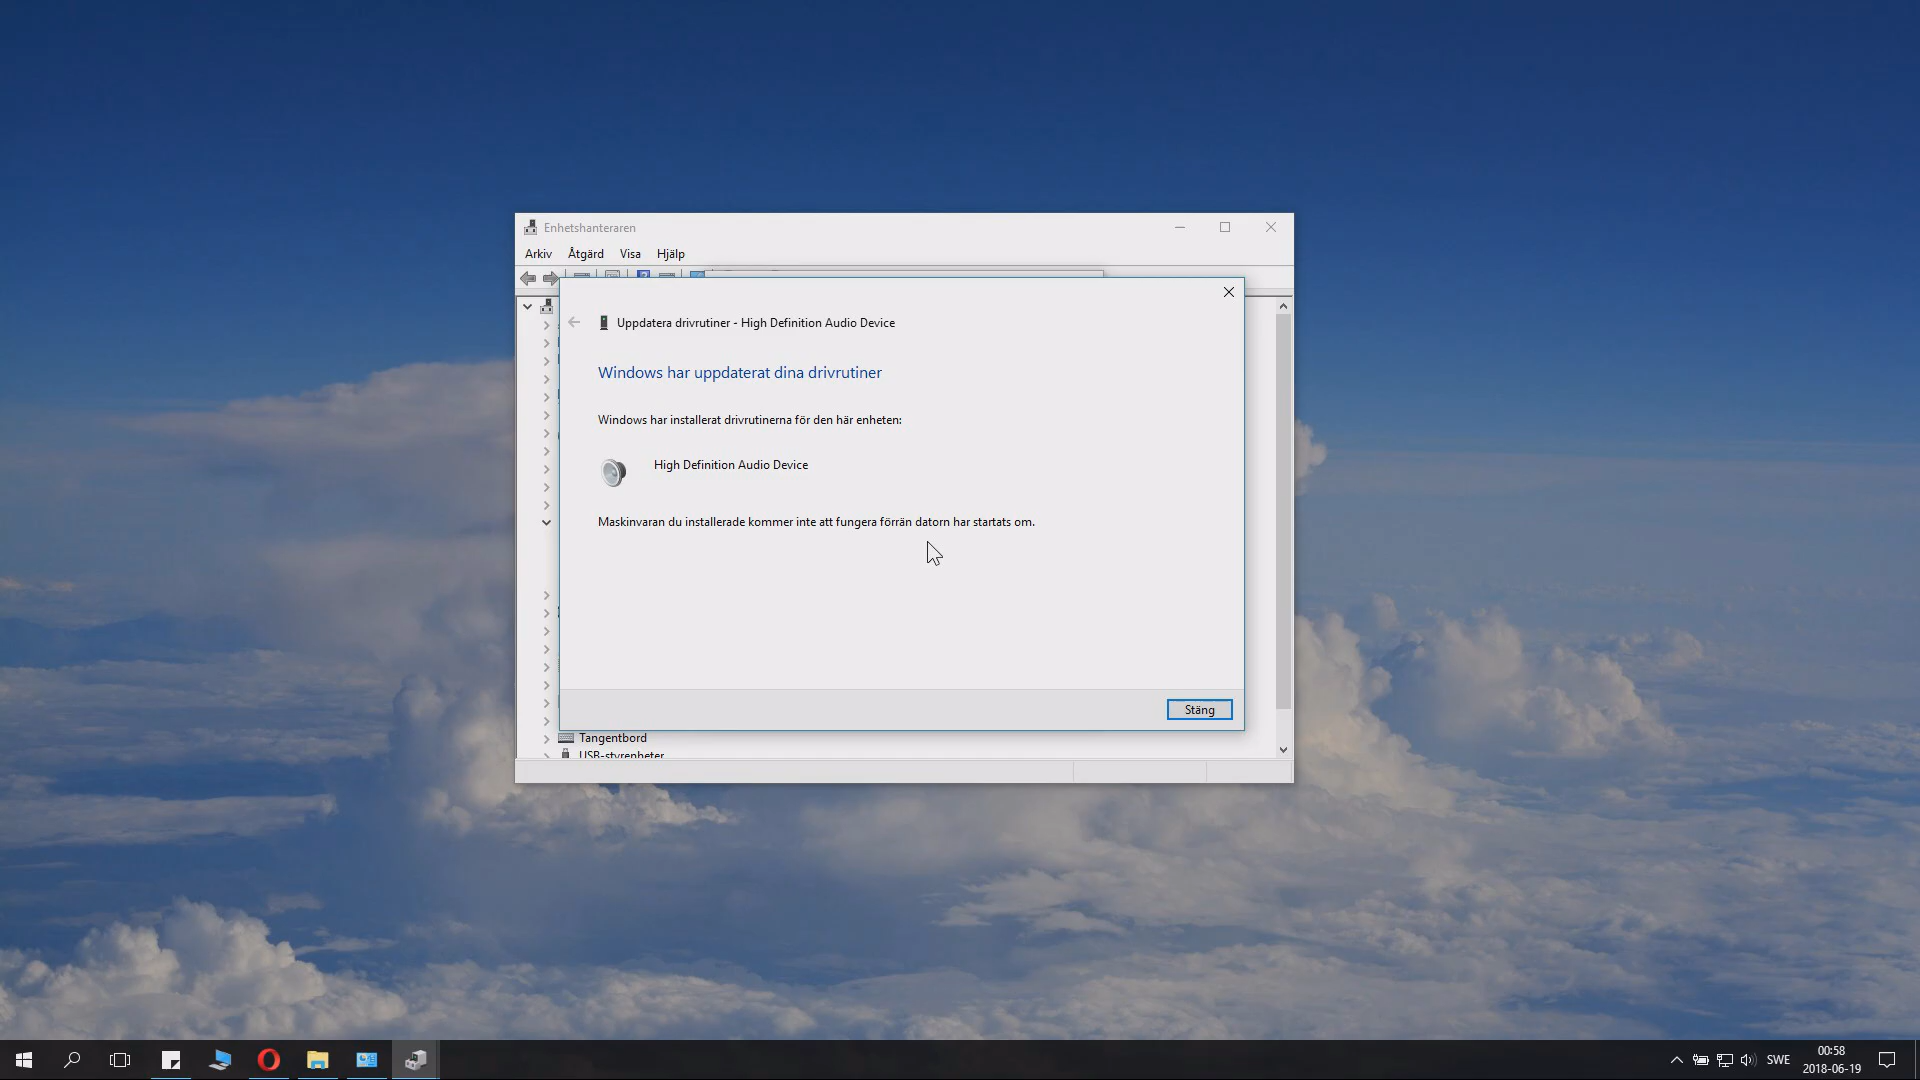 Enhetshanteraren
Arkiv Åtgärd Visa Hjälp
Uppdatera drivrutiner - High Definition Audio Device
Windows har uppdaterat dina drivrutiner
Windows har installerat drivrutinerna för den här enheten:
High Definition Audio Device
Maskinvaran du installerade kommer inte att fungera förrän datorn har startats om.
Stäng
Tangentbord
USB-styrenheter
SWE
00:58
2018-06-19